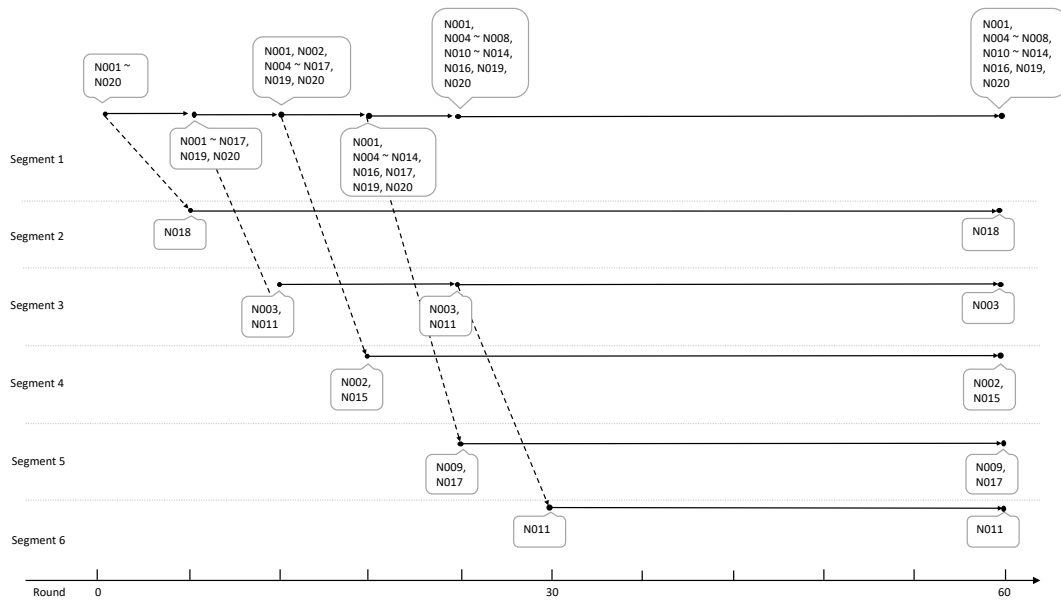 N001,
N004 ~ N008,
N010 ~ N014,
N016, N019,
N020
N001,
N004 ~ N008,
N010 ~ N014,
N016, N019,
N020
N001, N002,
N004 ~ N017,
N019, N020
N001 ~
N020
N001 ~ N017,
N019, N020
N001,
N004 ~ N014,
N016, N017,
N019, N020
Segment 1
Segment 2
N018
N018
Segment 3
N003,
N011
N003,
N011
N003
Segment 4
N002,
N015
N002,
N015
Segment 5
N009,
N017
N009,
N017
Segment 6
N011
N011
Round
0
30
60